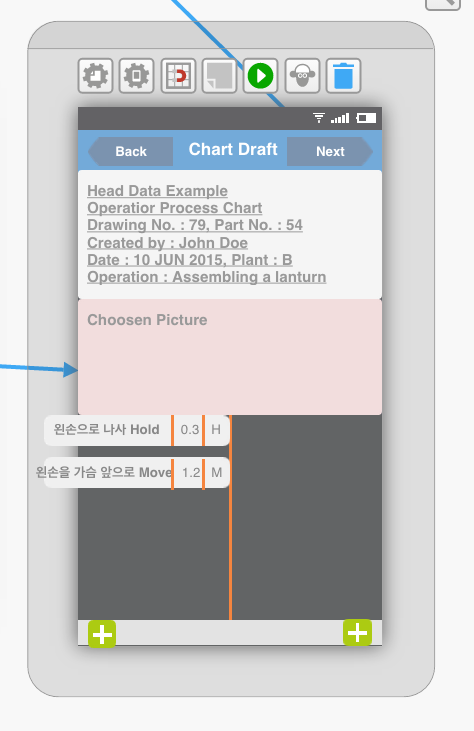 Back
Chart Draft
Next
Head Data Example
Operatior Process Chart
Drawing No. : 79, Part No. : 54
Created by : John Doe
Date : 10 JUN 2015, Plant : B
Operation : Assembling a lanturn
Choosen Picture
왼손으로 나사 Hold 0.3 H
왼손을 가슴 앞으로 Move 1.2 M